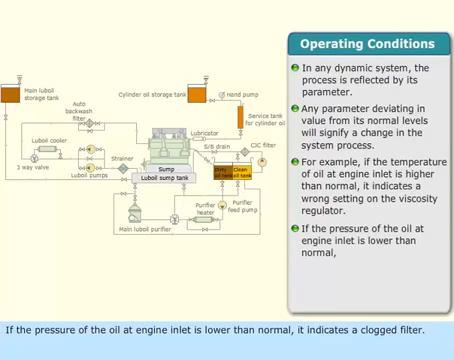 Operating Conditions
In any dynamic system, the
process is reflected by its
parameter.
Any parameter deviating in
value from its normal levels
will signify a change in the
system process.
For example, if the temperature
of oil at engine inlet is higher
than normal, it indicates a
wrong setting on the viscosity
regulator.
If the pressure of the oil at
engine inlet is lower than
normal,
Main luboil
storage tank
Cylinder oil storage tank
Hand pump
Auto
backwash
filter
Service tank
for cylinder oil
Lubricator
Luboil cooler
S/B drain
CJC filter
Strainer
3 way valve
Luboil pumps
Sump
Luboil sump tank
Dirty
oil tank
Clean
oil tank
Purifier
heater
Purifier
feed pump
Main luboil purifier
If the pressure of the oil at engine inlet is lower than normal, it indicates a clogged filter.